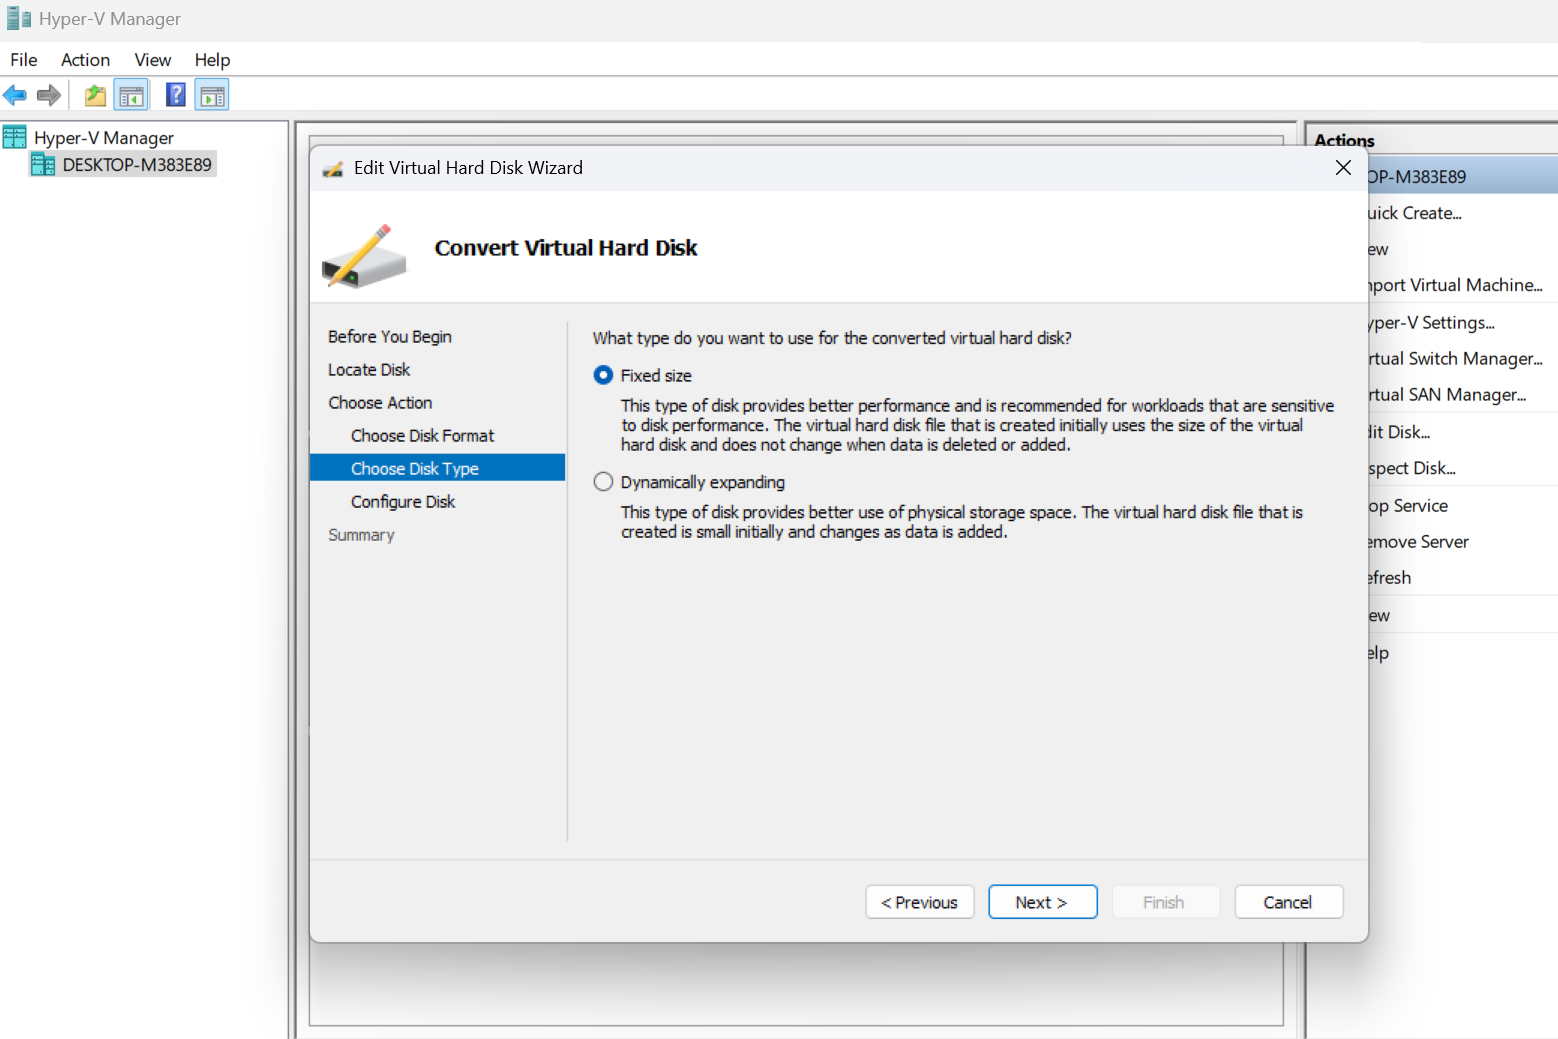 Hyper-V Manager
File Action View Help
Hyper-V Manager
DESKTOP-M383E89
Edit Virtual Hard Disk Wizard
Convert Virtual Hard Disk
Before You Begin
Locate Disk
Choose Action
Choose Disk Format
Choose Disk Type
Configure Disk
Summary
What type do you want to use for the converted virtual hard disk?
Fixed size
This type of disk provides better performance and is recommended for workloads that are sensitive
to disk performance. The virtual hard disk file that is created initially uses the size of the virtual
hard disk and does not change when data is deleted or added.
Dynamically expanding
This type of disk provides better use of physical storage space. The virtual hard disk file that is
created is small initially and changes as data is added.
< Previous
Next >
Finish
Cancel
Actions
OP-M383E89
uick Create...
ew
port Virtual Machine...
yper-V Settings...
rtual Switch Manager...
rtual SAN Manager...
it Disk...
spect Disk...
op Service
emove Server
efresh
ew
elp